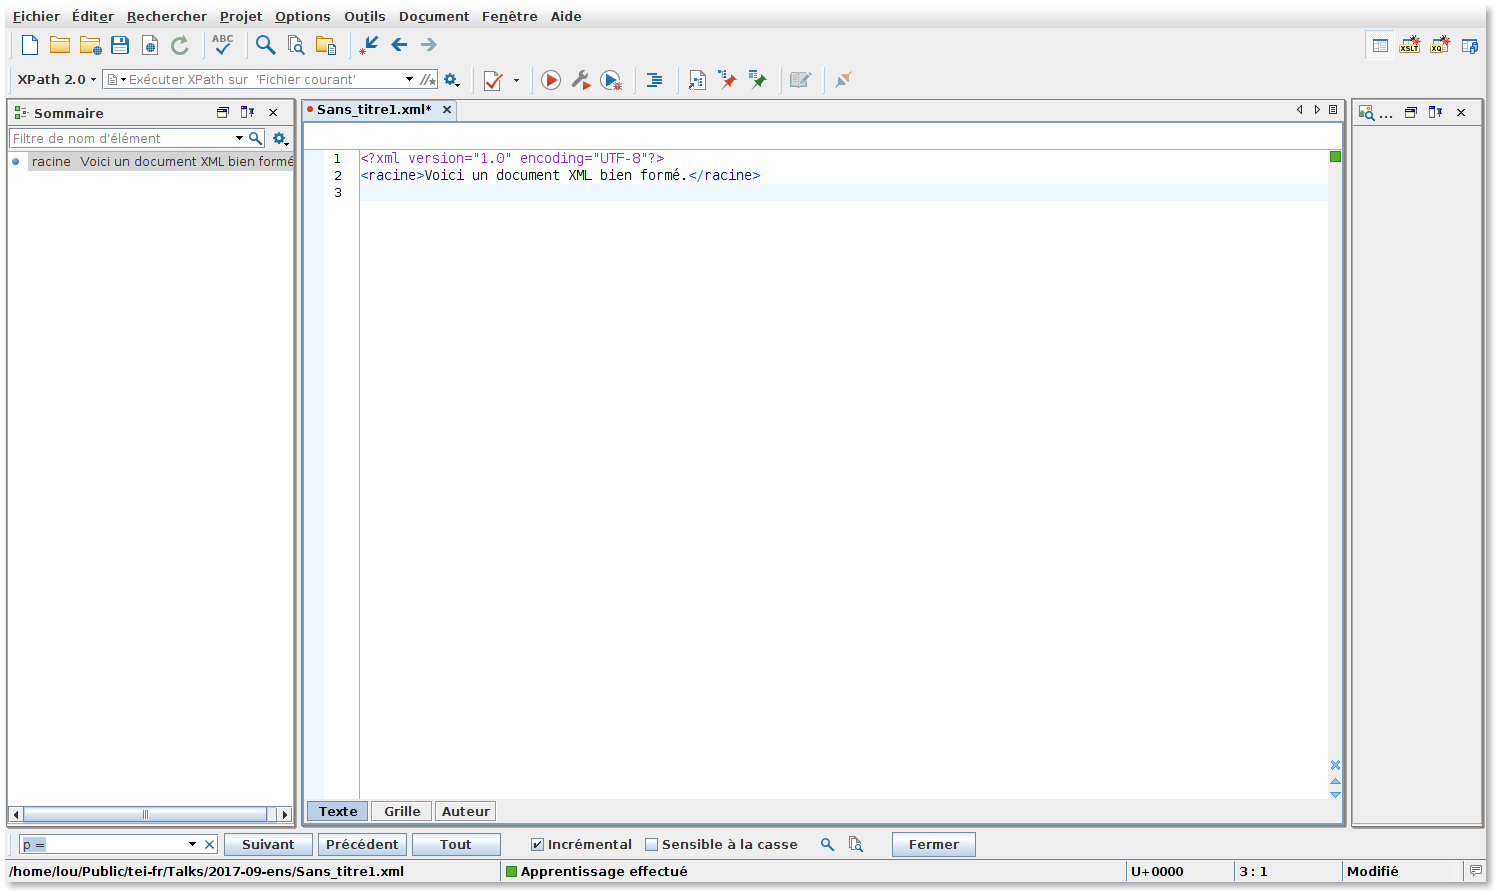 Fichier Éditer Rechercher Projet Options Outils Document Fenêtre Aide
ABC
XSLT XQ
XPath 2.0 Exécuter XPath sur 'Fichier courant'
Sommaire
Sans_titre1.xml*
...
Filtre de nom d'élément
racine Voici un document XML bien formé
1 <?xml version="1.0" encoding="UTF-8"?>
2 <racine>Voici un document XML bien formé.</racine>
3
Texte Grille Auteur
p = Suivant Précédent Tout Incrémental Sensible à la casse Fermer
/home/lou/Public/tei-fr/Talks/2017-09-ens/Sans_titre1.xml Apprentissage effectué U+0000 3 : 1 Modifié